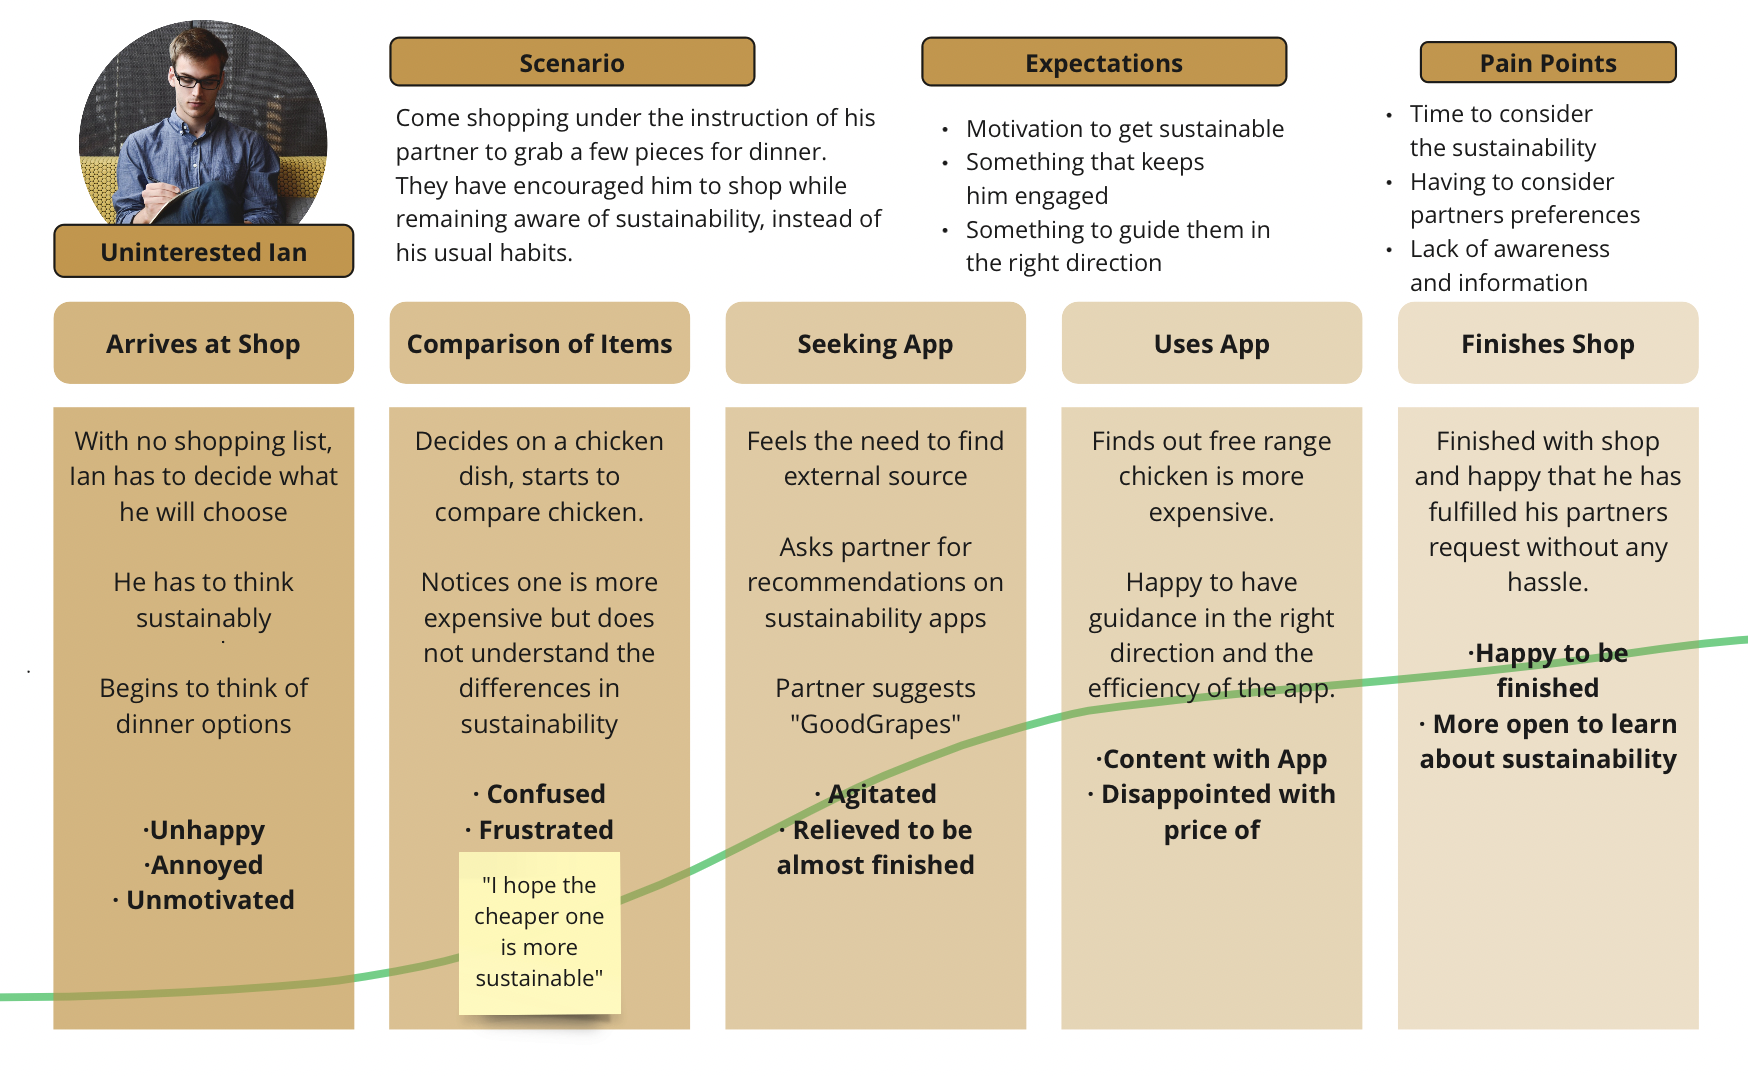 Uninterested Ian
Scenario
Come shopping under the instruction of his
partner to grab a few pieces for dinner.
They have encouraged him to shop while
remaining aware of sustainability, instead of
his usual habits.
Expectations
• Motivation to get sustainable
• Something that keeps
him engaged
• Something to guide them in
the right direction
Pain Points
• Time to consider
the sustainability
• Having to consider
partners preferences
• Lack of awareness
and information
Arrives at Shop
With no shopping list,
Ian has to decide what
he will choose
He has to think
sustainably
Begins to think of
dinner options
·Unhappy
·Annoyed
· Unmotivated
Comparison of Items
Decides on a chicken
dish, starts to
compare chicken.
Notices one is more
expensive but does
not understand the
differences in
sustainability
· Confused
· Frustrated
"I hope the
cheaper one
is more
sustainable"
Seeking App
Feels the need to find
external source
Asks partner for
recommendations on
sustainability apps
Partner suggests
"GoodGrapes"
· Agitated
· Relieved to be
almost finished
Uses App
Finds out free range
chicken is more
expensive.
Happy to have
guidance in the right
direction and the
efficiency of the app.
·Content with App
· Disappointed with
price of
Finishes Shop
Finished with shop
and happy that he has
fulfilled his partners
request without any
hassle.
·Happy to be
finished
· More open to learn
about sustainability